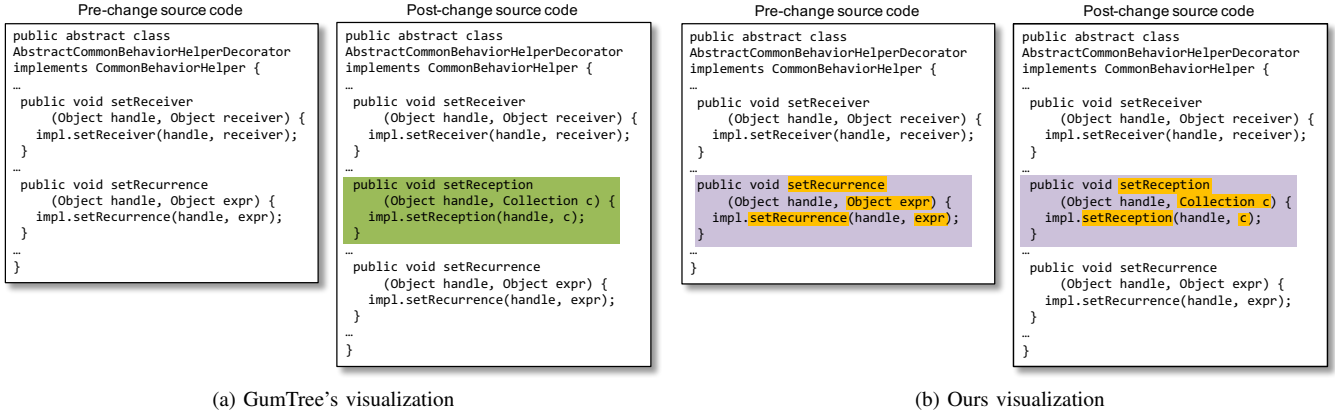 Pre-change source code
public abstract class
AbstractCommonBehaviorHelperDecorator
implements CommonBehaviorHelper {
…
public void setReceiver
(Object handle, Object receiver) {
impl.setReceiver(handle, receiver);
}
…
public void setRecurrence
(Object handle, Object expr) {
impl.setRecurrence(handle, expr);
}
…
}
Post-change source code
public abstract class
AbstractCommonBehaviorHelperDecorator
implements CommonBehaviorHelper {
…
public void setReceiver
(Object handle, Object receiver) {
impl.setReceiver(handle, receiver);
}
…
public void setReception
(Object handle, Collection c) {
impl.setReception(handle, c);
}
…
public void setRecurrence
(Object handle, Object expr) {
impl.setRecurrence(handle, expr);
}
…
}
(a) GumTree's visualization
Pre-change source code
public abstract class
AbstractCommonBehaviorHelperDecorator
implements CommonBehaviorHelper {
…
public void setReceiver
(Object handle, Object receiver) {
impl.setReceiver(handle, receiver);
}
…
public void setRecurrence
(Object handle, Object expr) {
impl.setRecurrence(handle, expr);
}
…
}
Post-change source code
public abstract class
AbstractCommonBehaviorHelperDecorator
implements CommonBehaviorHelper {
…
public void setReceiver
(Object handle, Object receiver) {
impl.setReceiver(handle, receiver);
}
…
public void setReception
(Object handle, Collection c) {
impl.setReception(handle, c);
}
…
public void setRecurrence
(Object handle, Object expr) {
impl.setRecurrence(handle, expr);
}
…
}
(b) Ours visualization